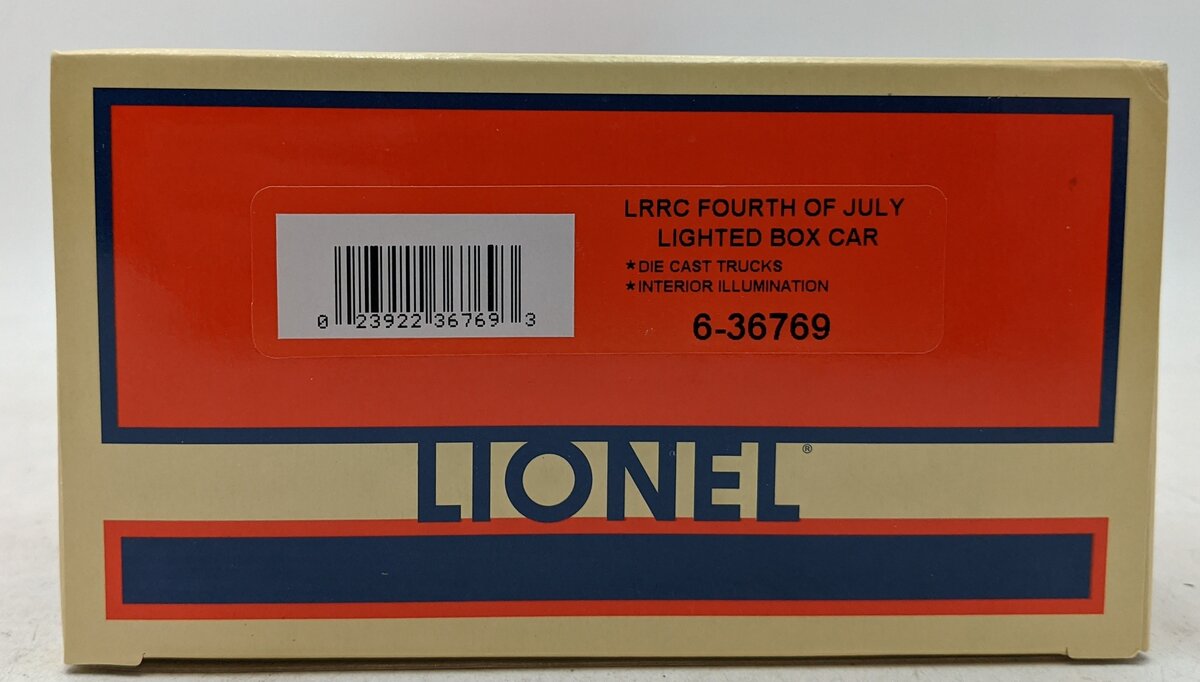 LRRC FOURTH OF JULY
LIGHTED BOX CAR
★DIE CAST TRUCKS
★INTERIOR ILLUMINATION
6-36769
0 23922 36769 3
LIONEL®